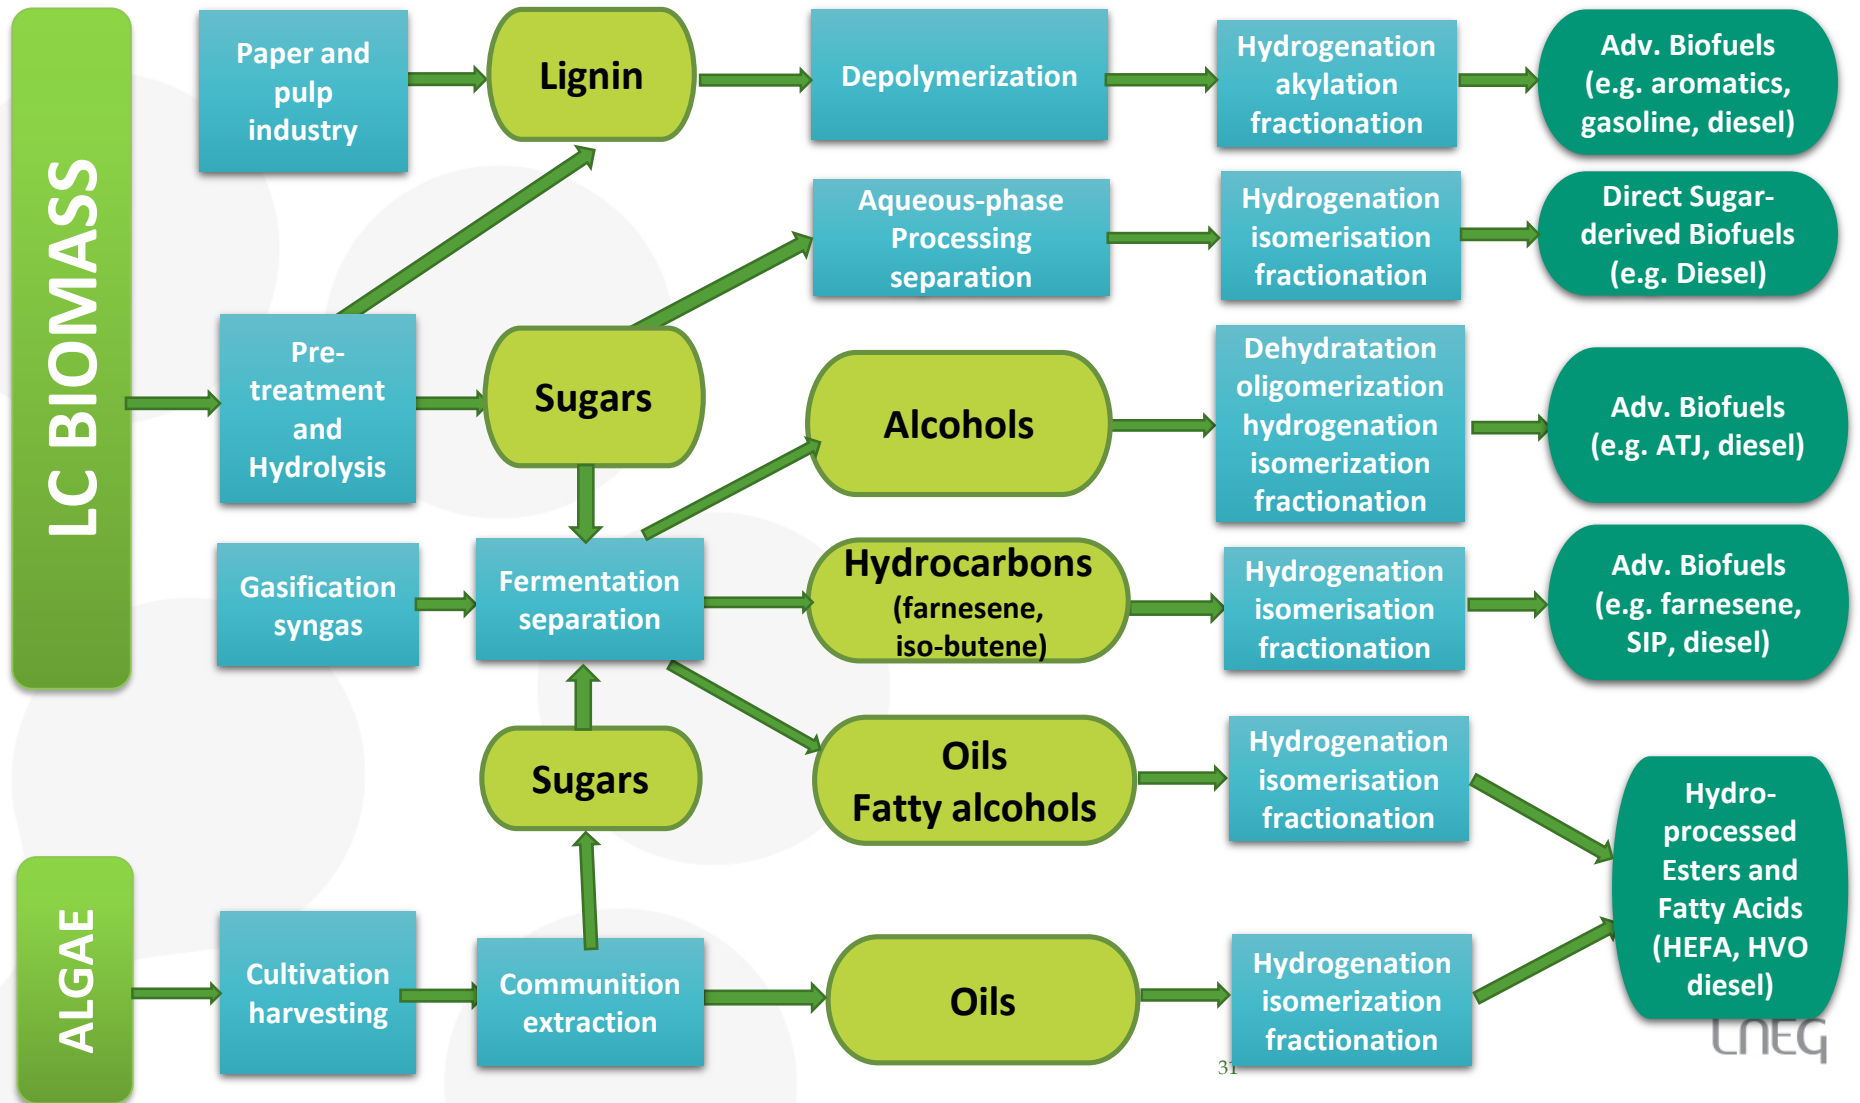 LC BIOMASS
Paper and
pulp
industry
Lignin
Depolymerization
Hydrogenation
akylation
fractionation
Adv. Biofuels
(e.g. aromatics,
gasoline, diesel)
Aqueous-phase
Processing
separation
Hydrogenation
isomerisation
fractionation
Direct Sugar-
derived Biofuels
(e.g. Diesel)
Pre-
treatment
and
Hydrolysis
Sugars
Alcohols
Dehydratation
oligomerization
hydrogenation
isomerization
fractionation
Adv. Biofuels
(e.g. ATJ, diesel)
Gasification
syngas
Fermentation
separation
Hydrocarbons
(farnesene,
iso-butene)
Hydrogenation
isomerisation
fractionation
Adv. Biofuels
(e.g. farnesene,
SIP, diesel)
Sugars
Oils
Fatty alcohols
Hydrogenation
isomerisation
fractionation
Hydro-
processed
Esters and
Fatty Acids
(HEFA, HVO
diesel)
ALGAE
Cultivation
harvesting
Communition
extraction
Oils
Hydrogenation
isomerization
fractionation
31
LNEG